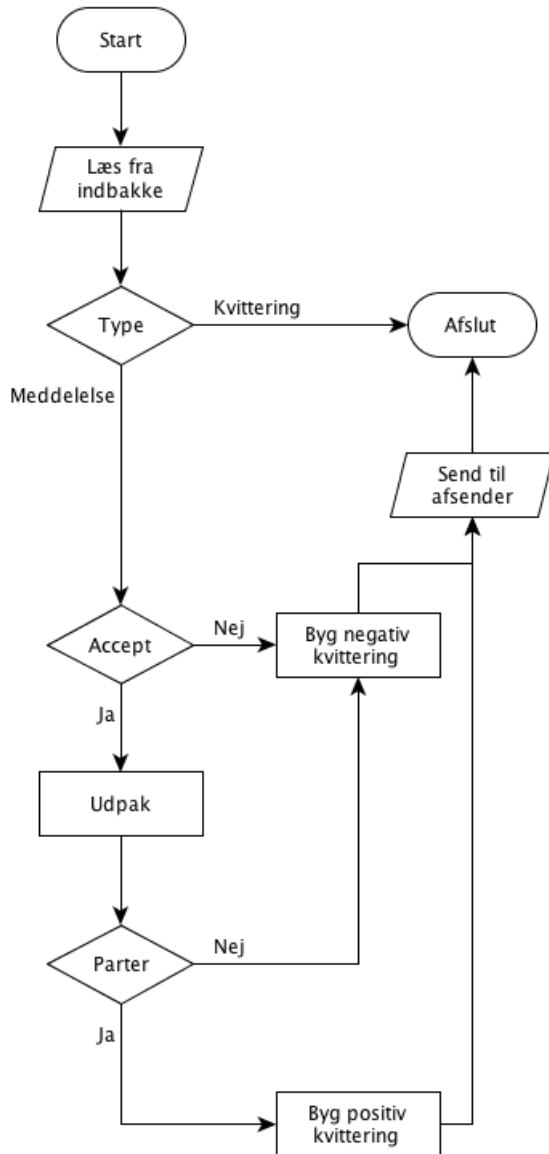 Start
Læs fra
indbakke
Type
Kvittering
Afslut
Meddelelse
Send til
afsender
Accept
Nej
Byg negativ
kvittering
Ja
Udpak
Parter
Nej
Ja
Byg positiv
kvittering